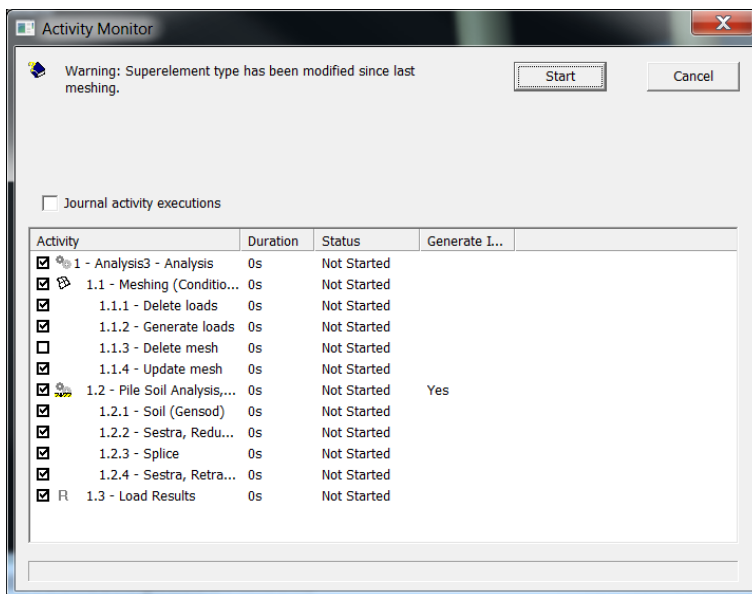 Activity Monitor
Warning: Superelement type has been modified since last
meshing.
Start
Cancel
Journal activity executions
Activity Duration Status Generate I...
1 - Analysis3 - Analysis 0s Not Started
1.1 - Meshing (Conditio... 0s Not Started
1.1.1 - Delete loads 0s Not Started
1.1.2 - Generate loads 0s Not Started
1.1.3 - Delete mesh 0s Not Started
1.1.4 - Update mesh 0s Not Started
1.2 - Pile Soil Analysis,... 0s Not Started Yes
1.2.1 - Soil (Gensod) 0s Not Started
1.2.2 - Sestra, Redu... 0s Not Started
1.2.3 - Splice 0s Not Started
1.2.4 - Sestra, Retra... 0s Not Started
R 1.3 - Load Results 0s Not Started